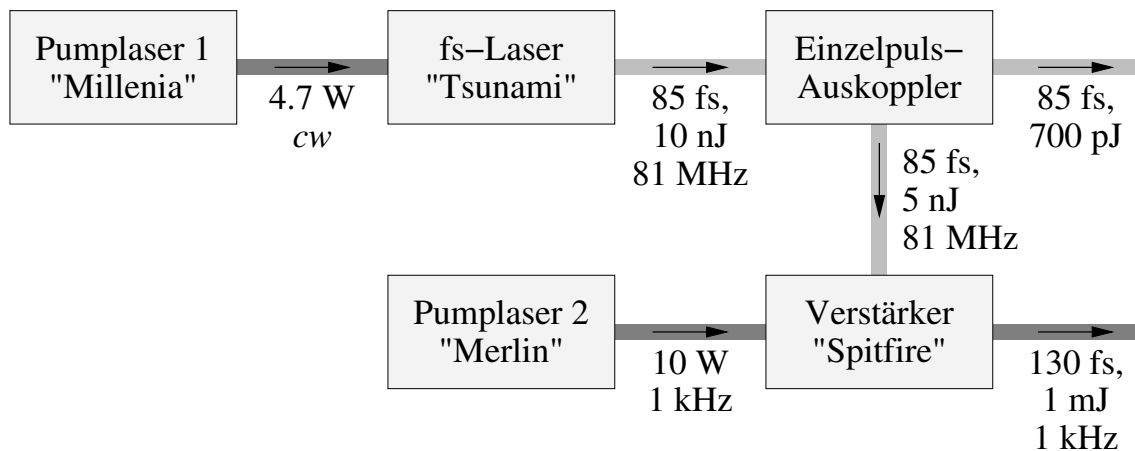 Pumplaser 1
"Millenia"
4.7 W
cw
fs−Laser
"Tsunami"
85 fs,
10 nJ
81 MHz
Einzelpuls−
Auskoppler
85 fs,
700 pJ
85 fs,
5 nJ
81 MHz
Pumplaser 2
"Merlin"
10 W
1 kHz
Verstärker
"Spitfire"
130 fs,
1 mJ
1 kHz